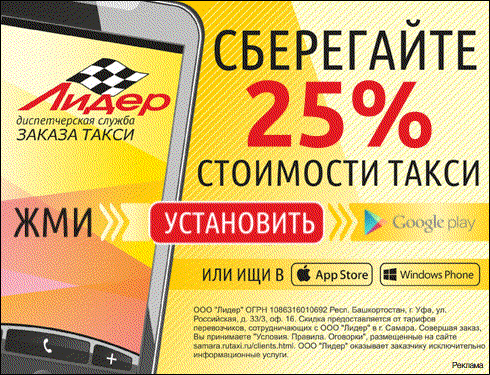 Лидер
диспетчерская служба
ЗАКАЗА ТАКСИ
СБЕРЕГАЙТЕ
25%
СТОИМОСТИ ТАКСИ
ЖМИ УСТАНОВИТЬ Google play
ИЛИ ИЩИ В App Store Windows Phone
ООО "Лидер" ОГРН 1086316010692 Респ. Башкортостан, г. Уфа, ул.
Российская, д. 33/3, оф. 16. Скидка предоставляется от тарифов
перевозчиков, сотрудничающих с ООО "Лидер" в г. Самара. Совершая заказ,
Вы принимаете "Условия. Правила. Оговорки", размещенные на сайте
samara.rutaxi.ru/clients.html. ООО "Лидер" оказывает заказчику исключительно
информационные услуги.
Реклама